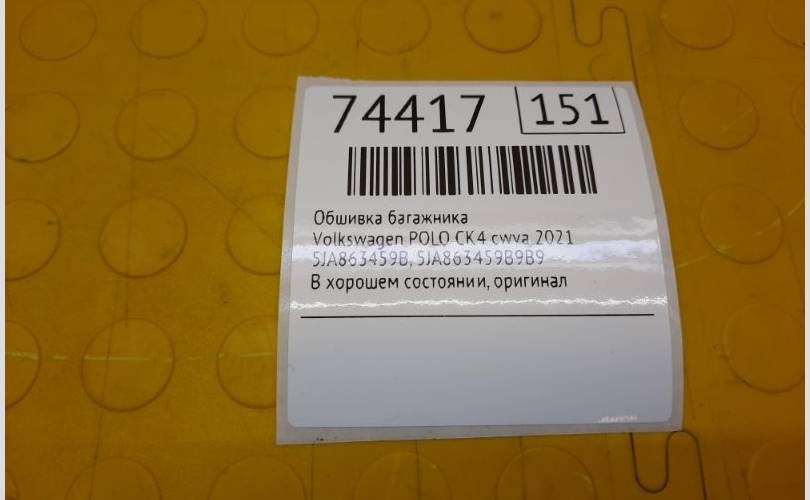 74417 151
Обшивка багажника
Volkswagen POLO CK4 cwva 2021
5JA863459B, 5JA863459B9B9
В хорошем состоянии, оригинал